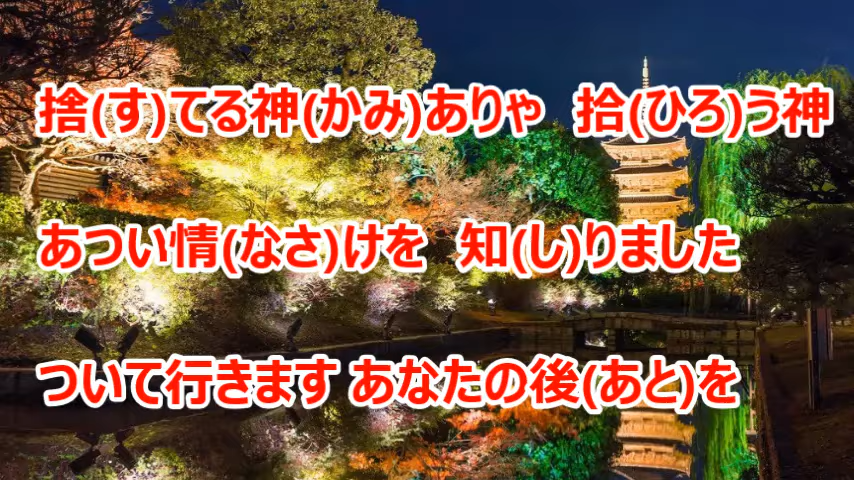 捨(す)てる神(かみ)ありゃ　拾(ひろ)う神
あつい情(なさ)けを　知(し)りました
ついて行きます あなたの後(あと)を